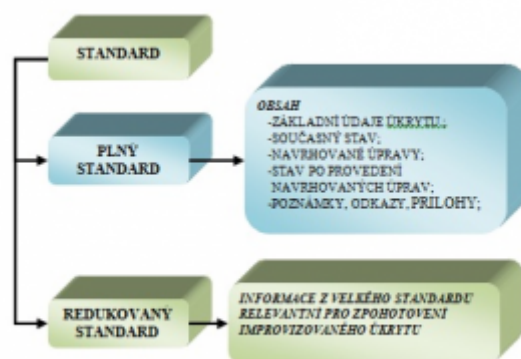 STANDARD
PLNÝ
STANDARD
OBSAH
-ZÁKLADNÍ ÚDAJE ÚKRYTU;
-SOUČASNÝ STAV;
-NAVRHOVANÉ ÚPRAVY;
-STAV PO PROVEDENÍ
NAVRHOVANÝCH ÚPRAV;
-POZNÁMKY, ODKAZY, PRILOHY;
REDUKOVANÝ
STANDARD
INFORMACE Z VELKÉHO STANDARDU
RELEVANTNÍ PRO ZPOHOTOVENÍ
IMPROVIZOVANÉHO ÚKRYTU